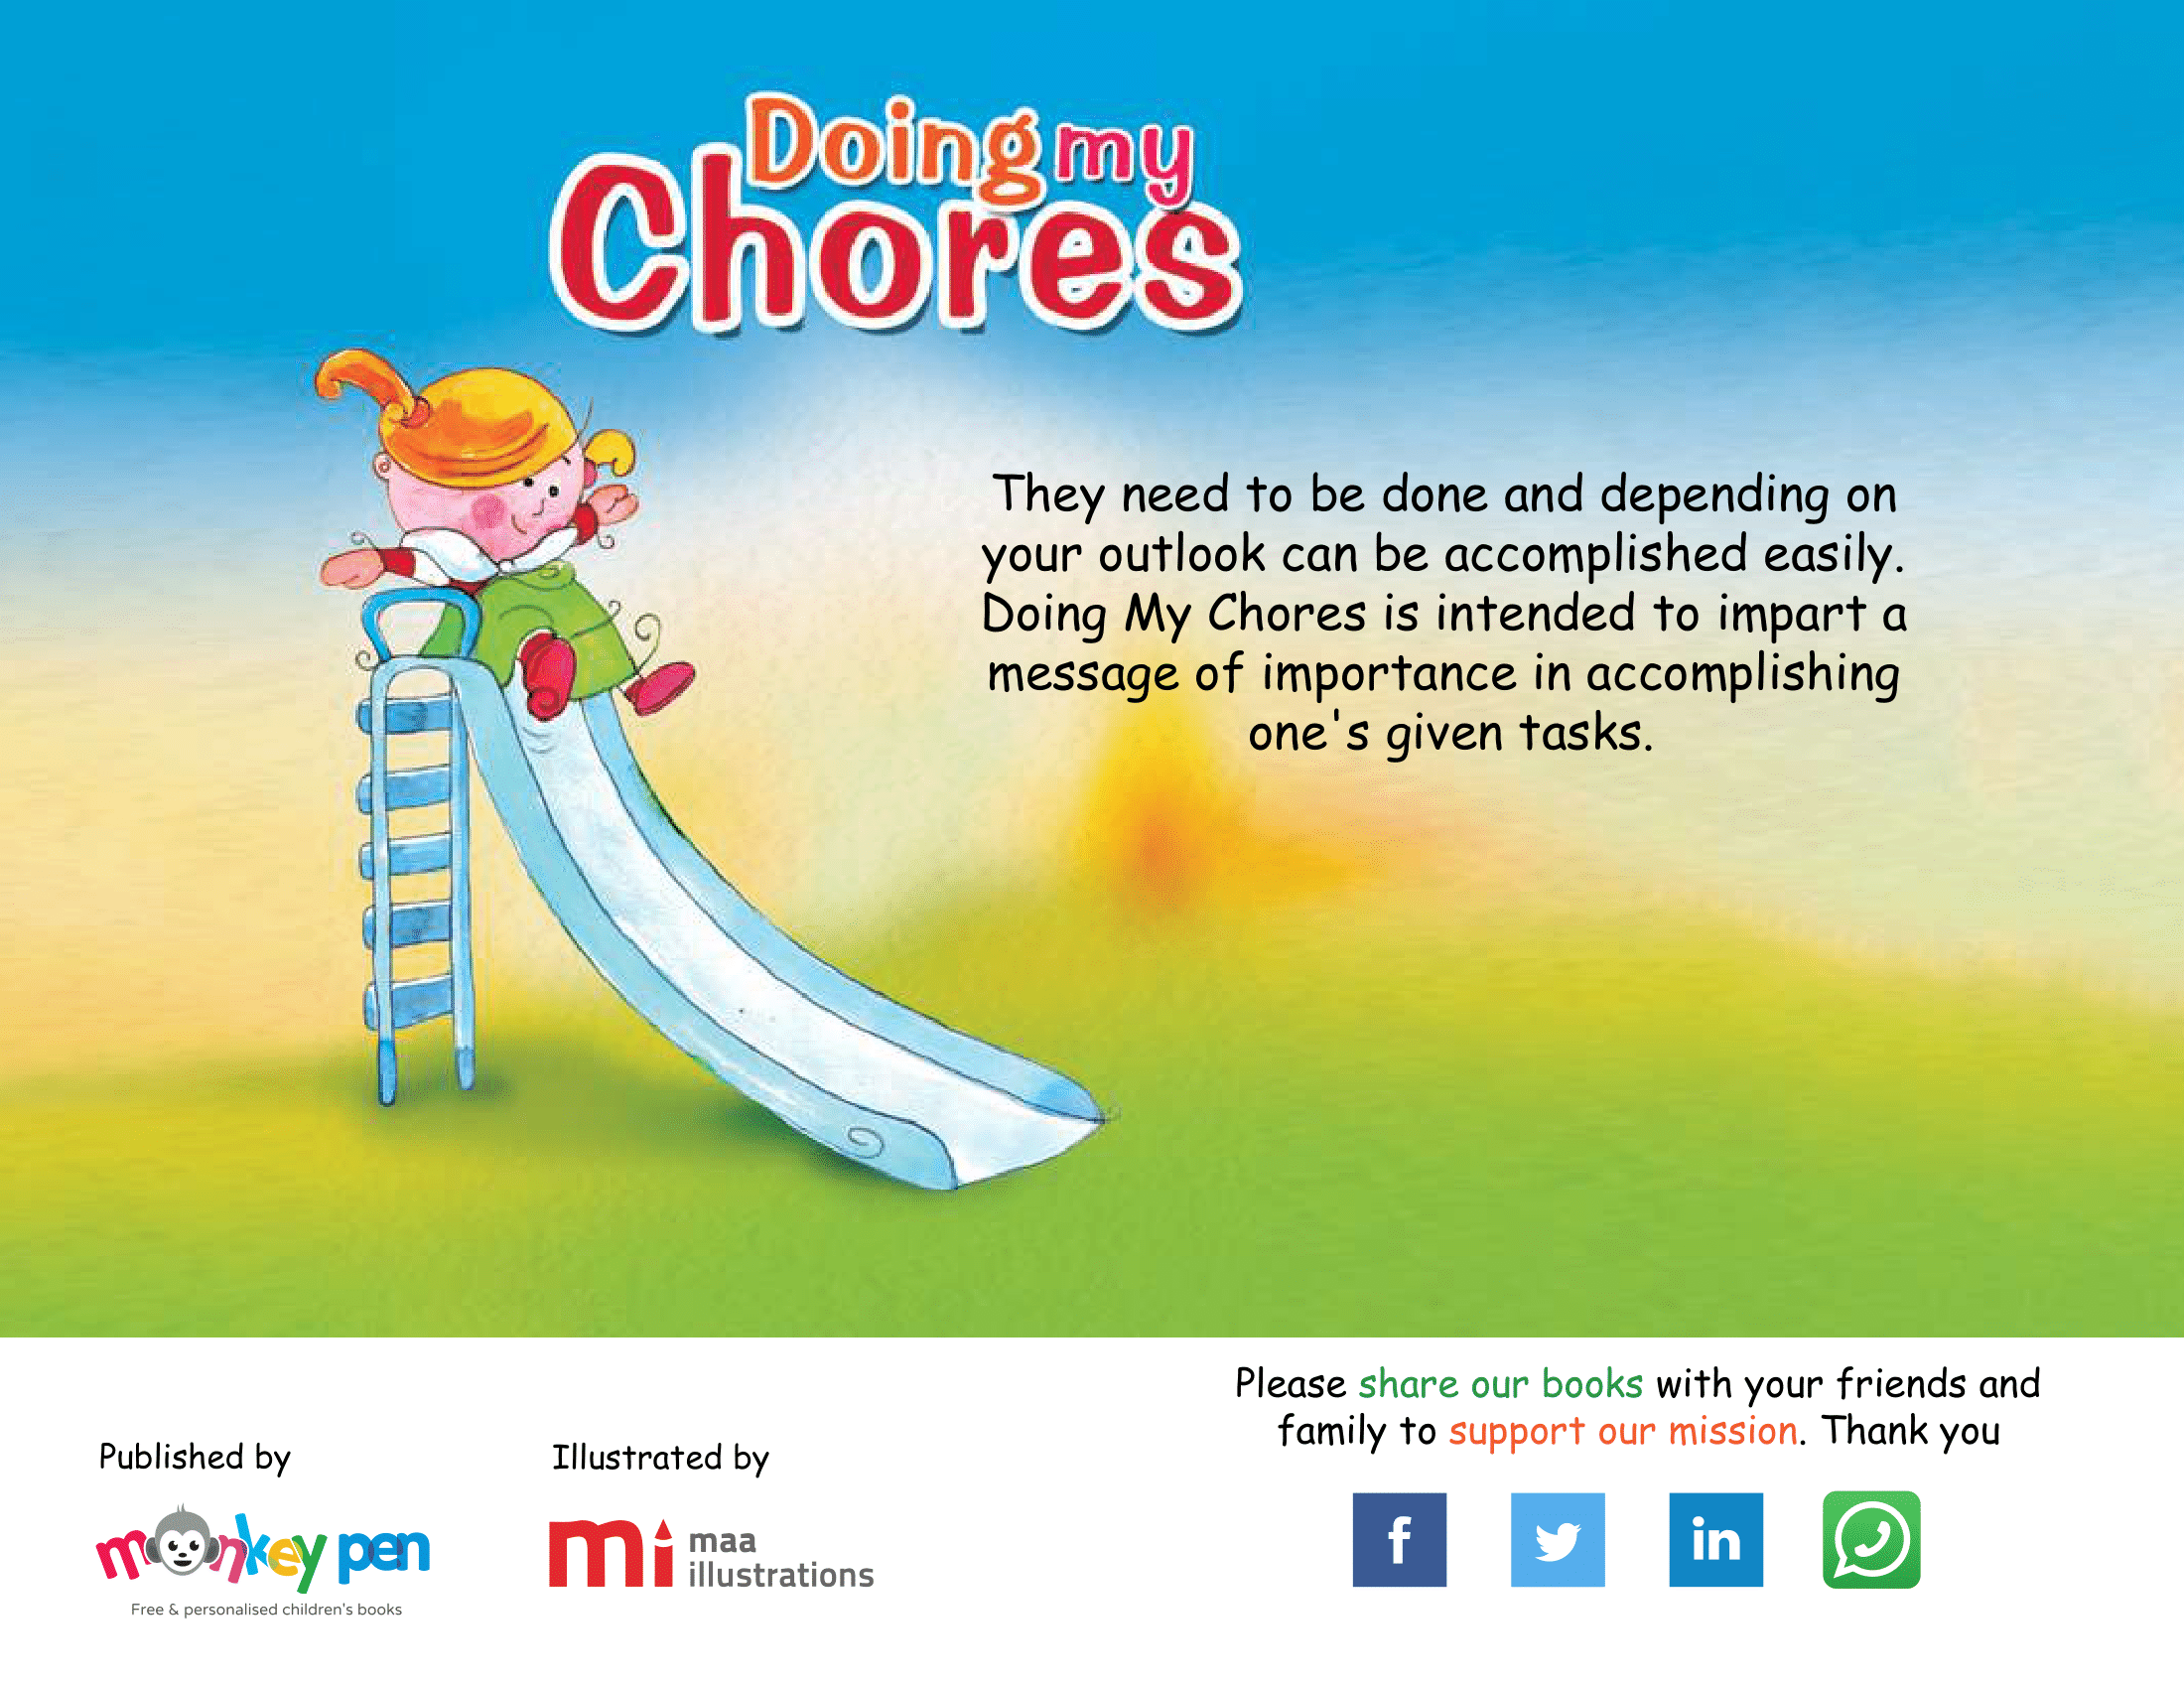 Doing my
Chores
They need to be done and depending on
your outlook can be accomplished easily.
Doing My Chores is intended to impart a
message of importance in accomplishing
one's given tasks.
Please share our books with your friends and
family to support our mission. Thank you
Published by
monkey pen
Free & personalised children's books
Illustrated by
mi maa
illustrations
f
in